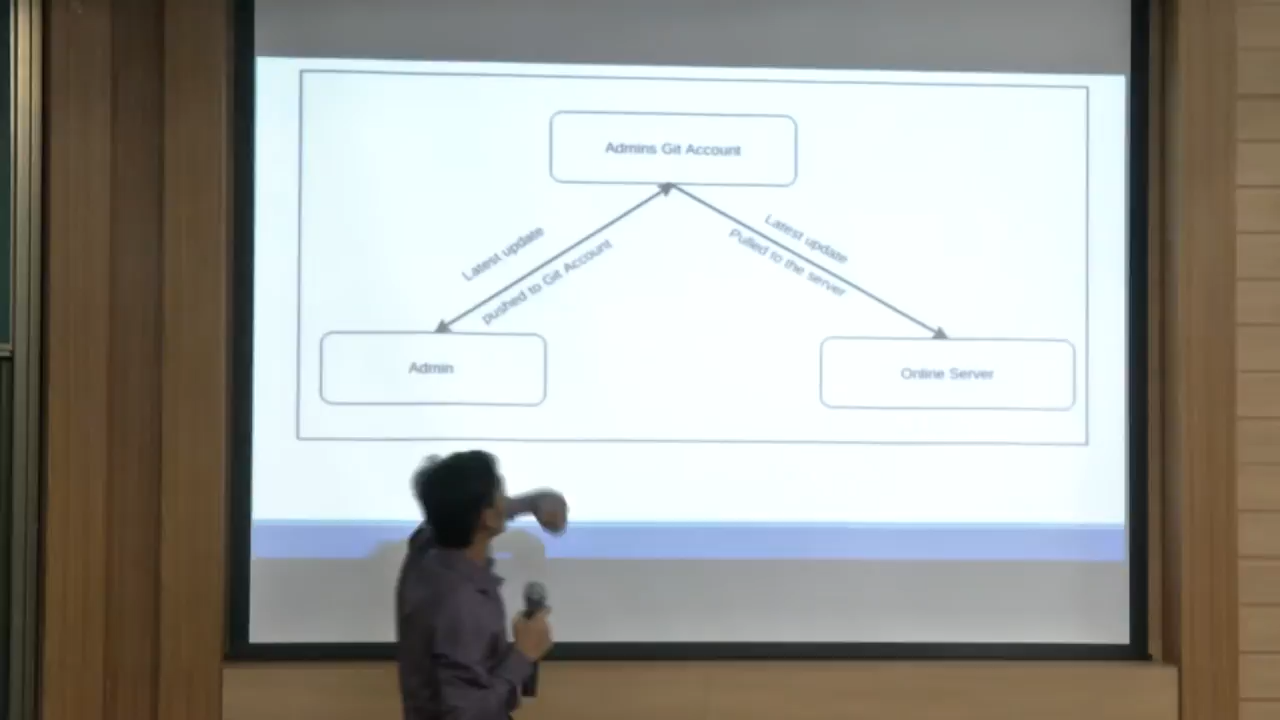 Admins Git Account
Latest update
pushed to Git Account
Latest update
Pulled to the server
Admin
Online Server